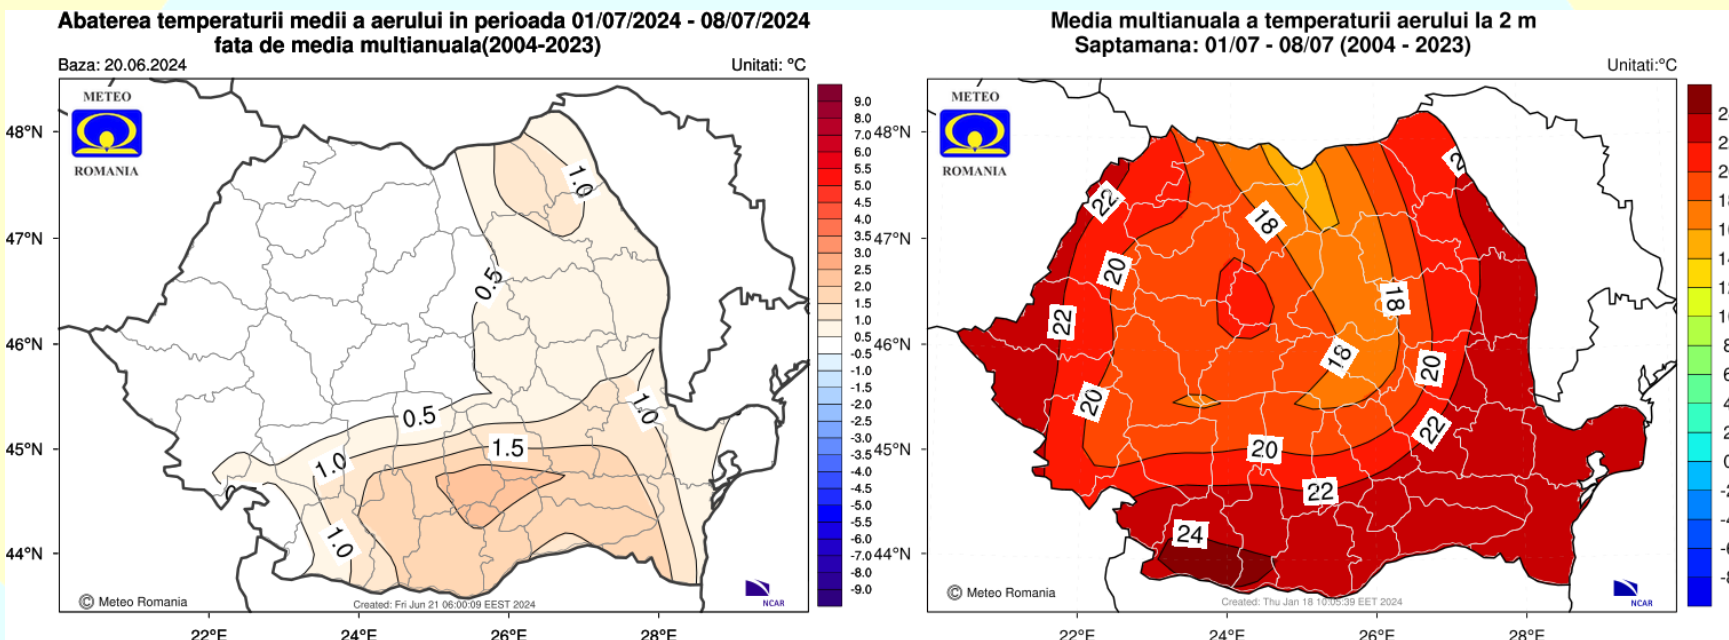 Abaterea temperaturii medii a aerului in perioada 01/07/2024 - 08/07/2024
fata de media multianuala(2004-2023)
Baza: 20.06.2024
Unitati: °C
METEO
ROMANIA
48°N
47°N
46°N
45°N
44°N
1.0
0.5
0.5
1.0
1.5
1.0
1.0
9.0
8.0
7.0
6.0
5.5
5.0
4.5
4.0
3.5
3.0
2.5
2.0
1.5
1.0
0.5
-0.5
-1.0
-1.5
-2.0
-2.5
-3.0
-3.5
-4.0
-4.5
-5.0
-5.5
-6.0
-7.0
-8.0
-9.0
© Meteo Romania
Created: Fri Jun 21 06:00:09 EEST 2024
NCAR
22°E
24°E
26°E
28°E
Media multianuala a temperaturii aerului la 2 m
Saptamana: 01/07 - 08/07 (2004 - 2023)
Unitati:°C
METEO
ROMANIA
48°N
47°N
46°N
45°N
44°N
22
18
20
18
22
18
20
20
22
20
22
24
© Meteo Romania
Created: Thu Jan 18 10:05:39 EET 2024
NCAR
22°E
24°E
26°E
28°E